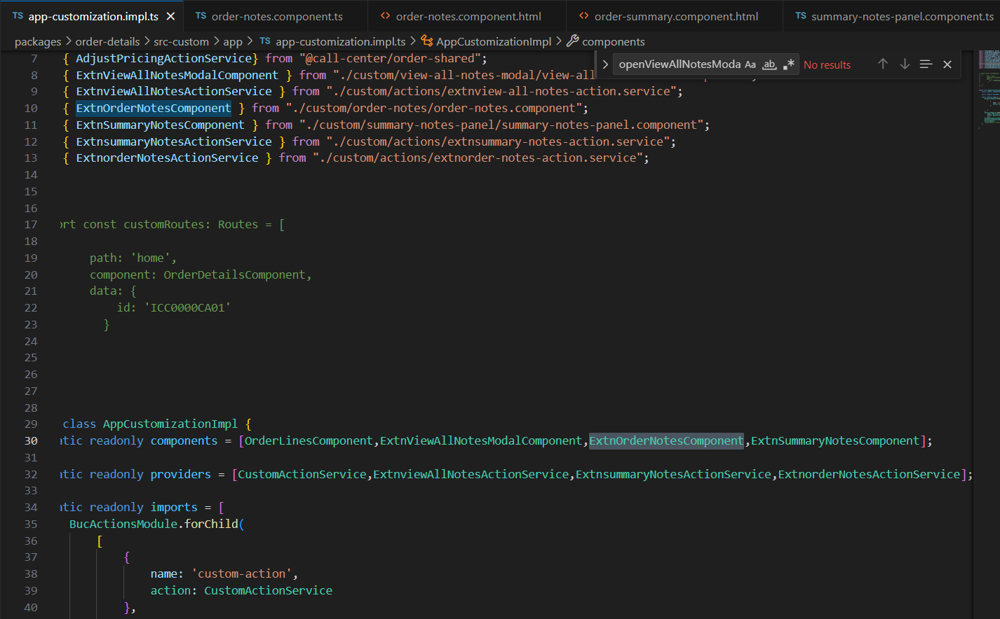 TS app-customization.impl.ts × TS order-notes.component.ts <> order-notes.component.html <> order-summary.component.html TS summary-notes-panel.component.ts
packages > order-details > src-custom > app > TS app-customization.impl.ts > AppCustomizationImpl > components
openViewAllNotesModa Aa ab .* No results
7 { AdjustPricingActionService} from "@call-center/order-shared";
8 { ExtnViewAllNotesModalComponent } from "./custom/view-all-notes-modal/view-all
9 { ExtnviewAllNotesActionService } from "./custom/actions/extnview-all-notes-action.service";
10 { ExtnOrderNotesComponent } from "./custom/order-notes/order-notes.component";
11 { ExtnSummaryNotesComponent } from "./custom/summary-notes-panel/summary-notes-panel.component";
12 { ExtnsummaryNotesActionService } from "./custom/actions/extnsummary-notes-action.service";
13 { ExtnorderNotesActionService } from "./custom/actions/extnorder-notes-action.service";
14
15
16
17 ort const customRoutes: Routes = [
18
19 path: 'home',
20 component: OrderDetailsComponent,
21 data: {
22 id: 'ICC0000CA01'
23 }
24
25
26
27
28
29 class AppCustomizationImpl {
30 atic readonly components = [OrderLinesComponent,ExtnViewAllNotesModalComponent,ExtnOrderNotesComponent,ExtnSummaryNotesComponent];
31
32 atic readonly providers = [CustomActionService,ExtnviewAllNotesActionService,ExtnsummaryNotesActionService,ExtnorderNotesActionService];
33
34 atic readonly imports = [
35 BucActionsModule.forChild(
36 [
37 {
38 name: 'custom-action',
39 action: CustomActionService
40 },